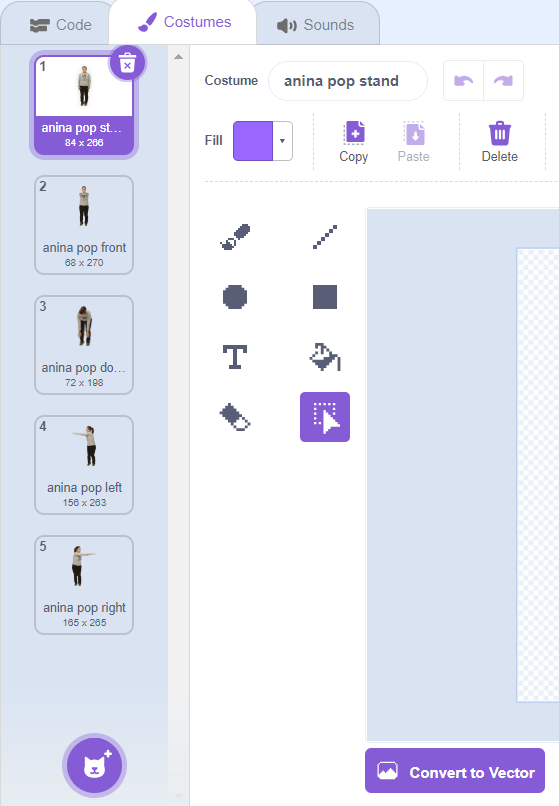 Code
Costumes
Sounds
1
anina pop st...
84 x 266
2
anina pop front
68 x 270
3
anina pop do...
72 x 198
4
anina pop left
156 x 263
5
anina pop right
165 x 265
Costume
anina pop stand
Fill
Copy
Paste
Delete
T
Convert to Vector